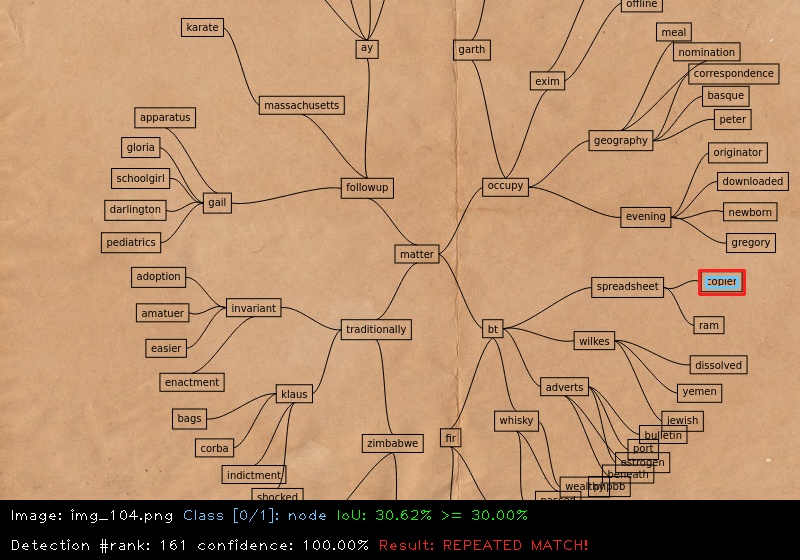 offline
karate
meal
ay
garth
nomination
correspondence
exim
basque
massachusetts
apparatus
peter
geography
gloria
originator
schoolgirl
downloaded
followup
occupy
gail
darlington
newborn
evening
pediatrics
gregory
matter
adoption
copier
spreadsheet
invariant
amatuer
ram
traditionally
bt
wilkes
easier
dissolved
enactment
adverts
yemen
klaus
bags
whisky
jewish
bulletin
fir
zimbabwe
corba
port
estrogen
indictment
beneath
wealthy
phpbb
shocked
Image: img_104.png Class [0/1]: node IoU: 30.62% >= 30.00%
Detection #rank: 161 confidence: 100.00% Result: REPEATED MATCH!